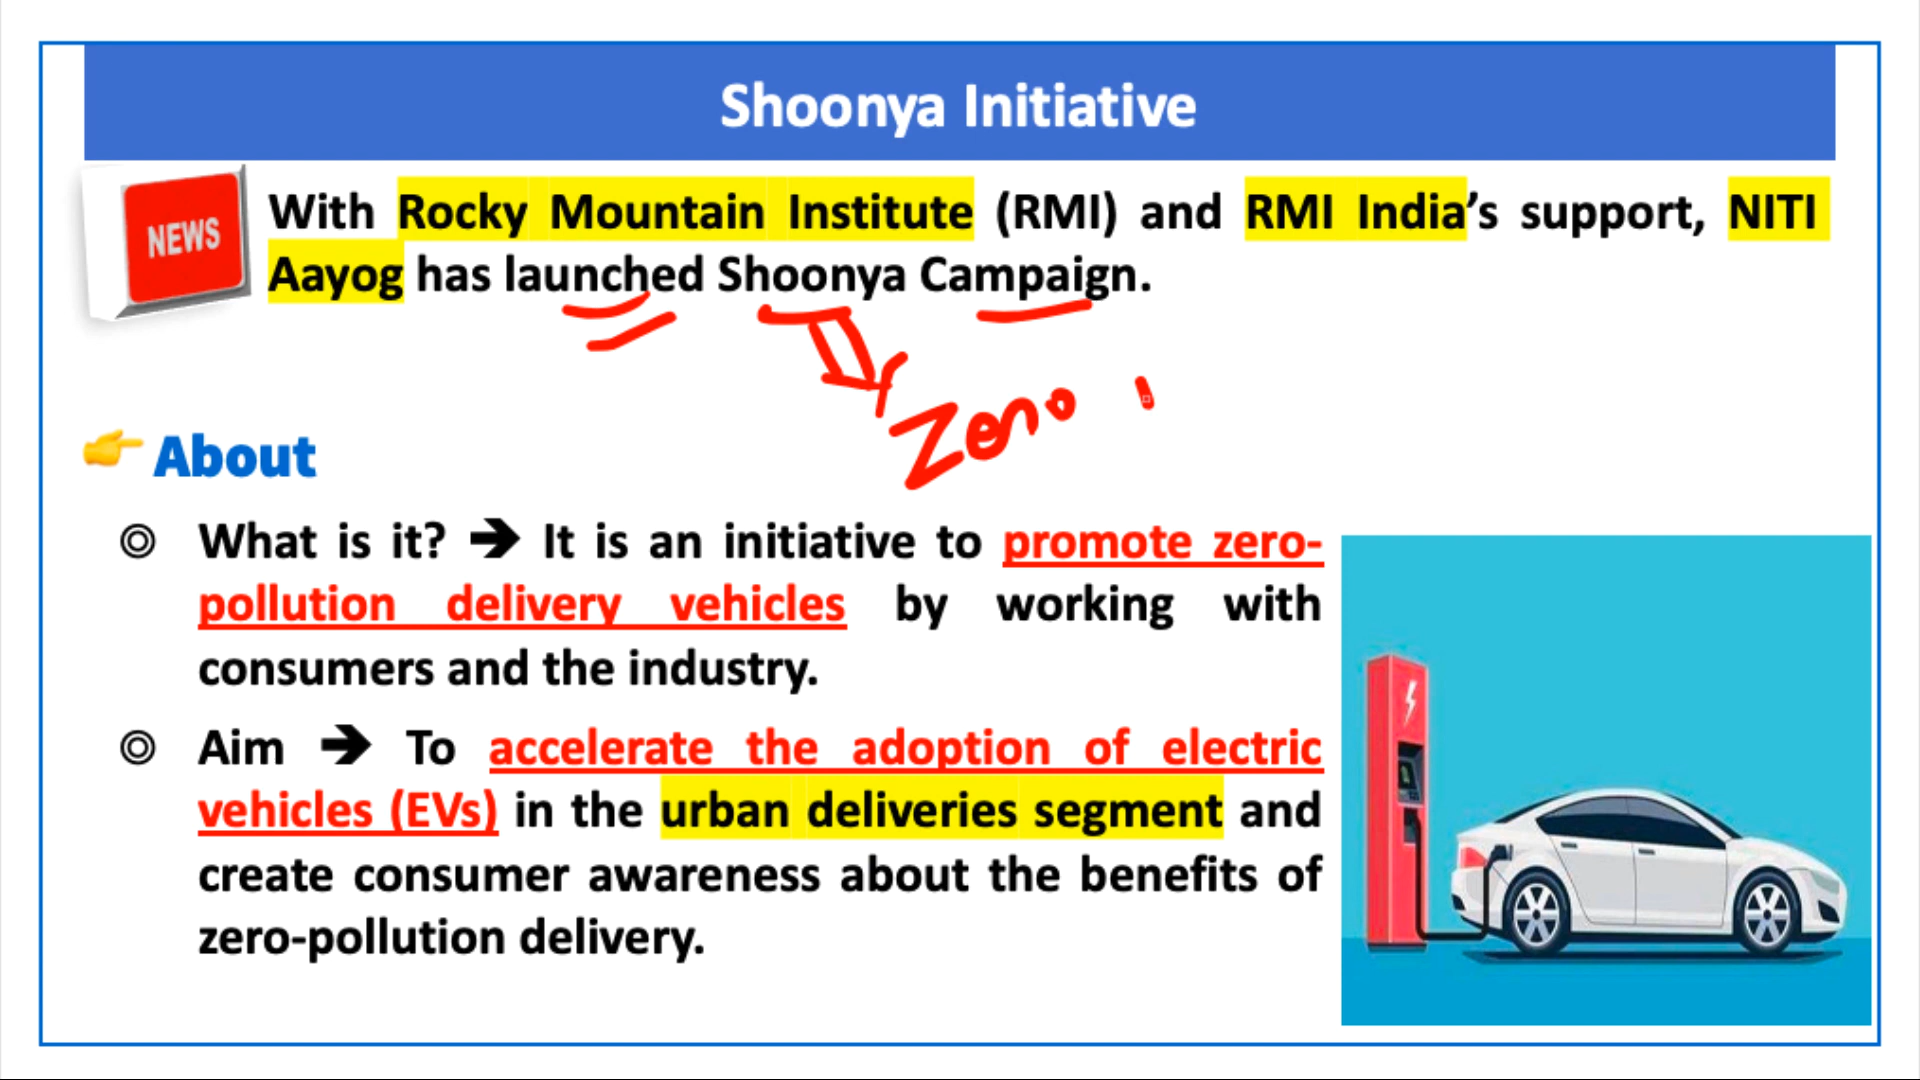 Shoonya Initiative
NEWS
With Rocky Mountain Institute (RMI) and RMI India's support, NITI
Aayog has launched Shoonya Campaign.
Zero
About
What is it? → It is an initiative to promote zero-
pollution delivery vehicles by working with
consumers and the industry.
Aim → To accelerate the adoption of electric
vehicles (EVs) in the urban deliveries segment and
create consumer awareness about the benefits of
zero-pollution delivery.